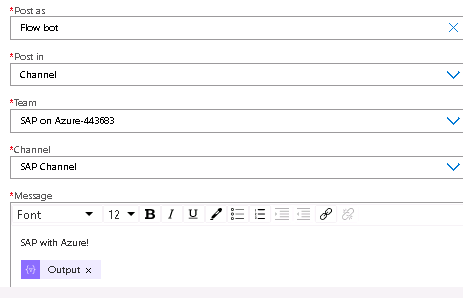 *Post as
Flow bot
*Post in
Channel
*Team
SAP on Azure-443683
*Channel
SAP Channel
*Message
Font 12 B I U
SAP with Azure!
{v} Output ×